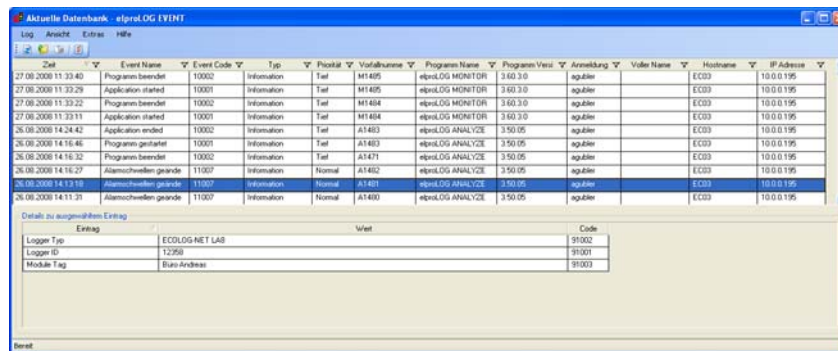 Aktuelle Datenbank - elproLOG EVENT
Log Ansicht Extras Hilfe
Zeit Event Name Event Code Typ Priorität Vorfallnumme Programm Name Programm Versi Anmeldung Voller Name Hostname IP Adresse
27.08.2008 11:33:40 Programm beendet 10002 Information Tief M1485 elproLOG MONITOR 3.60.3.0 agubler EC03 10.0.0.195
27.08.2008 11:33:29 Application started 10001 Information Tief M1485 elproLOG MONITOR 3.60.3.0 agubler EC03 10.0.0.195
27.08.2008 11:33:22 Programm beendet 10002 Information Tief M1484 elproLOG MONITOR 3.60.3.0 agubler EC03 10.0.0.195
27.08.2008 11:33:11 Application started 10001 Information Tief M1484 elproLOG MONITOR 3.60.3.0 agubler EC03 10.0.0.195
26.08.2008 14:24:42 Application ended 10002 Information Tief A1483 elproLOG ANALYZE 3.50.05 agubler EC03 10.0.0.195
26.08.2008 14:16:46 Programm gestartet 10001 Information Tief A1483 elproLOG ANALYZE 3.50.05 agubler EC03 10.0.0.195
26.08.2008 14:16:32 Programm beendet 10002 Information Tief A1471 elproLOG ANALYZE 3.50.05 agubler EC03 10.0.0.195
26.08.2008 14:16:27 Alarmschwellen geände 11007 Information Normal A1482 elproLOG ANALYZE 3.50.05 agubler EC03 10.0.0.195
26.08.2008 14:13:18 Alarmschwellen geände 11007 Information Normal A1481 elproLOG ANALYZE 3.50.05 agubler EC03 10.0.0.195
26.08.2008 14:11:31 Alarmschwellen geände 11007 Information Normal A1480 elproLOG ANALYZE 3.50.05 agubler EC03 10.0.0.195
Details zu ausgewähltem Eintrag
Eintrag Wert Code
Logger Typ ECOLOG-NET LAB 91002
Logger ID 12358 91001
Module Tag Büro Andreas 91003
Bereit